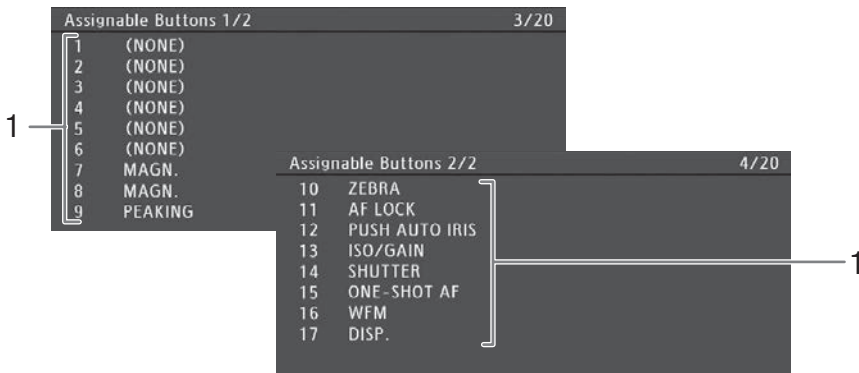 Assignable Buttons 1/2 3/20
1 (NONE)
2 (NONE)
3 (NONE)
4 (NONE)
5 (NONE)
6 (NONE)
7 MAGN.
8 MAGN.
9 PEAKING
1
Assignable Buttons 2/2 4/20
10 ZEBRA
11 AF LOCK
12 PUSH AUTO IRIS
13 ISO/GAIN
14 SHUTTER
15 ONE-SHOT AF
16 WFM
17 DISP.
1